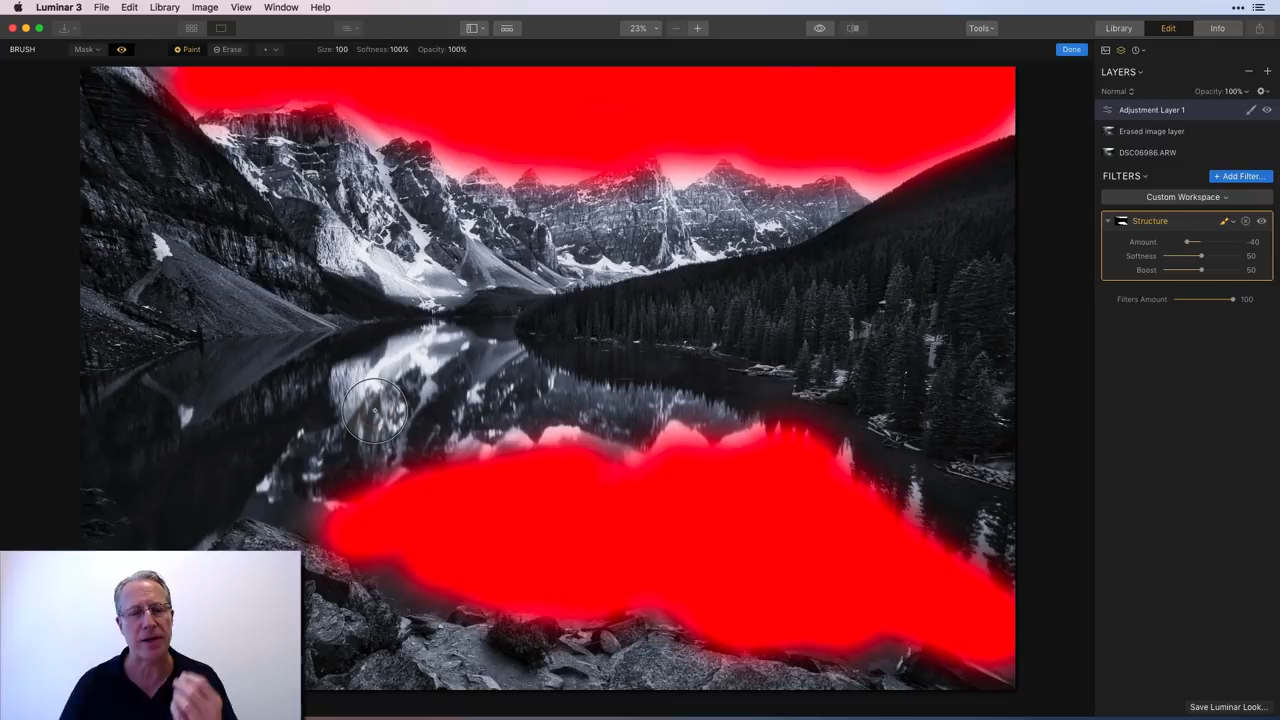 Luminar 3 File Edit Library Image View Window Help
23% Tools Library Edit Info
BRUSH Mask Paint Erase Size: 100 Softness: 100% Opacity: 100% Done
LAYERS
Normal Opacity: 100%
Adjustment Layer 1
Erased image layer
DSC06986.ARW
FILTERS + Add Filter...
Custom Workspace
Structure
Amount -40
Softness 50
Boost 50
Filters Amount 100
Save Luminar Look...